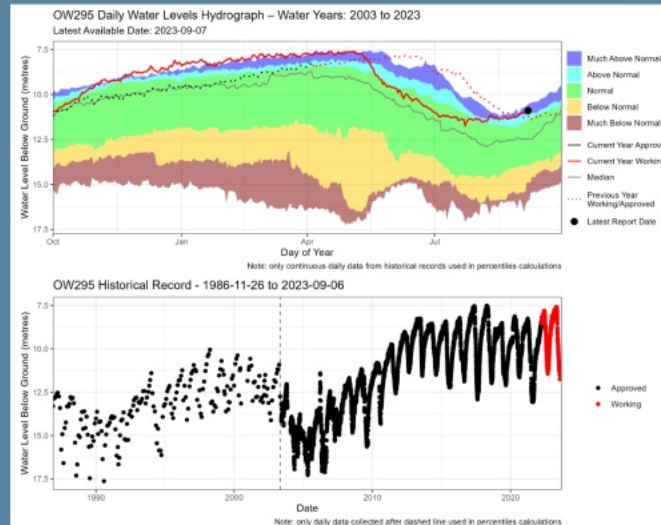 OW295 Daily Water Levels Hydrograph – Water Years: 2003 to 2023
Latest Available Date: 2023-09-07
Water Level Below Ground (metres)
7.5
10.0
12.5
15.0
17.5
Oct
Jan
Apr
Jul
Day of Year
Note: only continuous daily data from historical records used in percentiles calculations
Much Above Normal
Above Normal
Normal
Below Normal
Much Below Normal
Current Year Approve
Current Year Working
Median
Previous Year
Working/Approved
Latest Report Date
OW295 Historical Record - 1986-11-26 to 2023-09-06
Water Level Below Ground (metres)
7.5
10.0
12.5
15.0
17.5
1990
2000
2010
2020
Date
Approved
Working
Note: only daily data collected after dashed line used in percentiles calculations